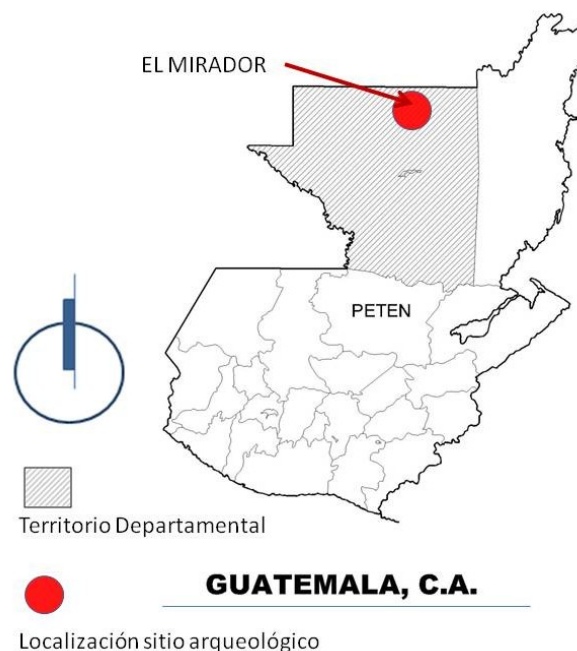 EL MIRADOR
PETEN
Territorio Departamental
GUATEMALA, C.A.
Localización sitio arqueológico